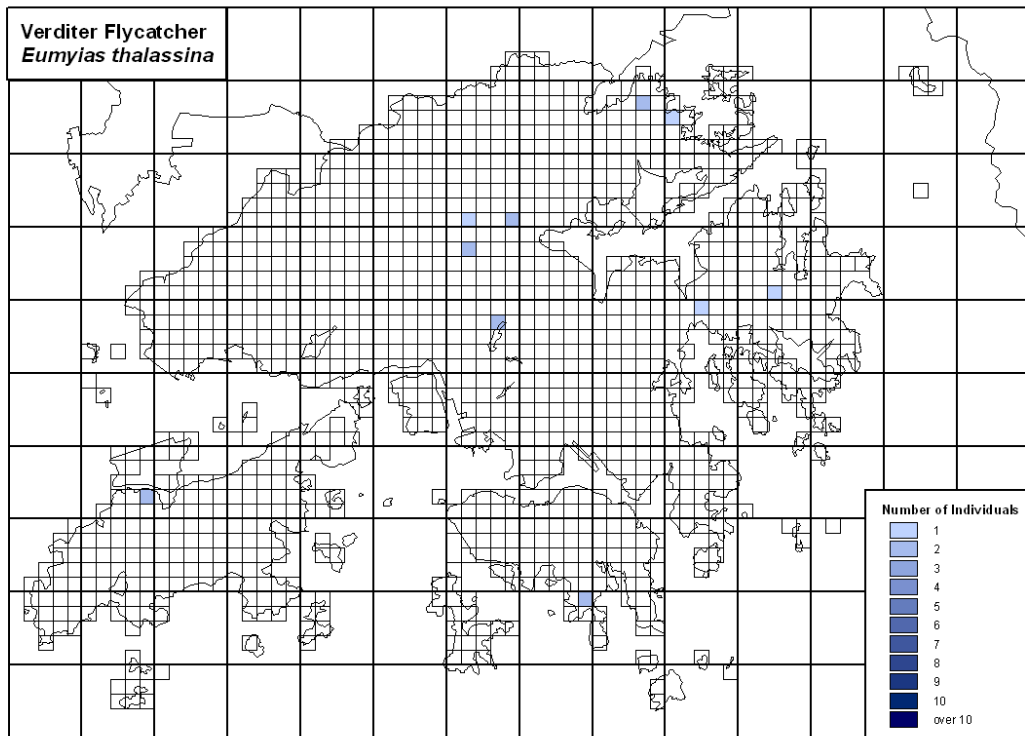 Verditer Flycatcher
Eumyias thalassina
Number of Individuals
1
2
3
4
5
6
7
8
9
10
over 10